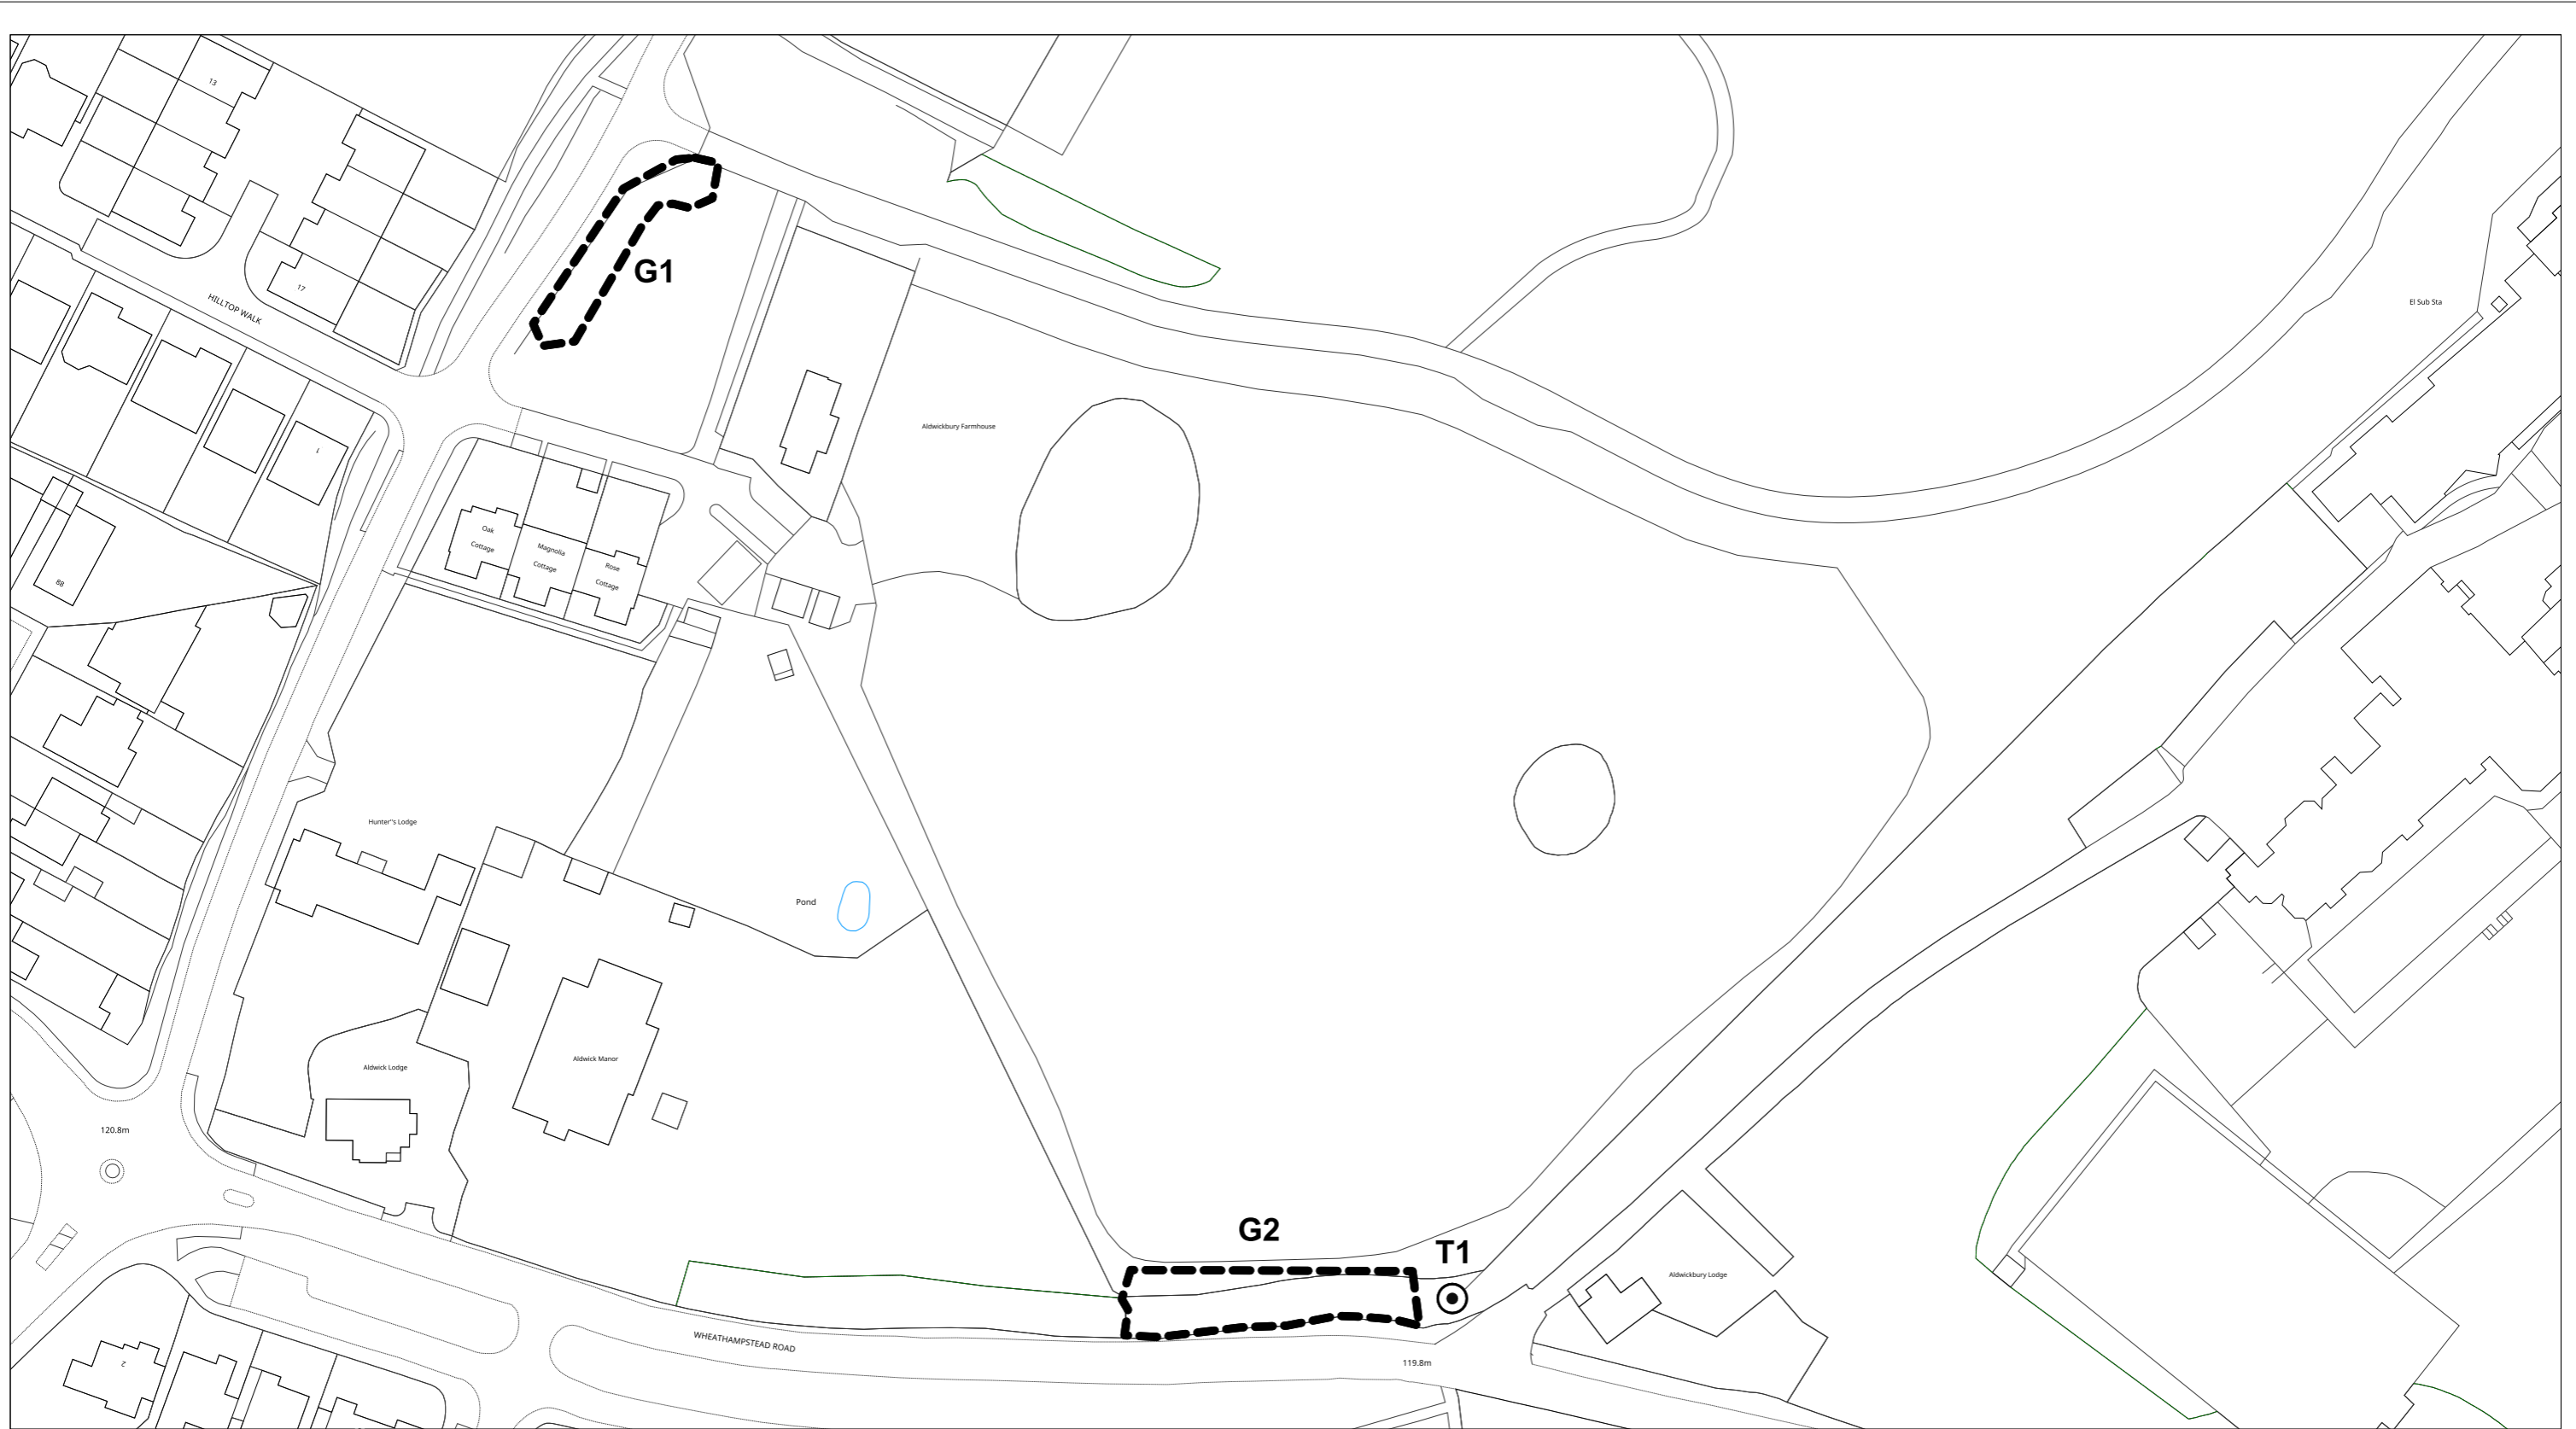 13
G1
17
HILLTOP WALK
El Sub Sta
Aldwickbury Farmhouse
1
Oak
Cottage
Magnolia
Cottage
Rose
Cottage
88
Hunter"s Lodge
Pond
Aldwick Manor
Aldwick Lodge
120.8m
G2
T1
Aldwickbury Lodge
WHEATHAMPSTEAD ROAD
119.8m
2